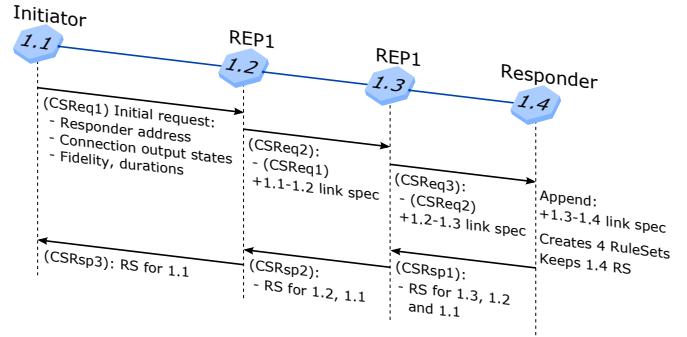 Initiator
1.1
REP1
1.2
REP1
1.3
Responder
1.4
(CSReq1) Initial request:
- Responder address
- Connection output states
- Fidelity, durations
(CSReq2):
- (CSReq1)
+1.1-1.2 link spec
(CSReq3):
- (CSReq2)
+1.2-1.3 link spec
Append:
+1.3-1.4 link spec
Creates 4 RuleSets
Keeps 1.4 RS
(CSRsp1):
- RS for 1.3, 1.2
and 1.1
(CSRsp2):
- RS for 1.2, 1.1
(CSRsp3): RS for 1.1